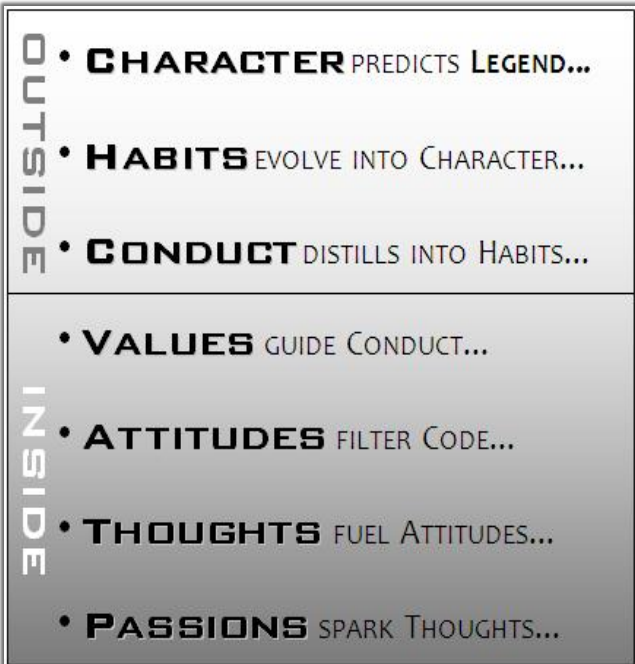 OUTSIDE
• CHARACTER PREDICTS LEGEND...
• HABITS EVOLVE INTO CHARACTER...
• CONDUCT DISTILLS INTO HABITS...
INSIDE
• VALUES GUIDE CONDUCT...
• ATTITUDES FILTER CODE...
• THOUGHTS FUEL ATTITUDES...
• PASSIONS SPARK THOUGHTS...